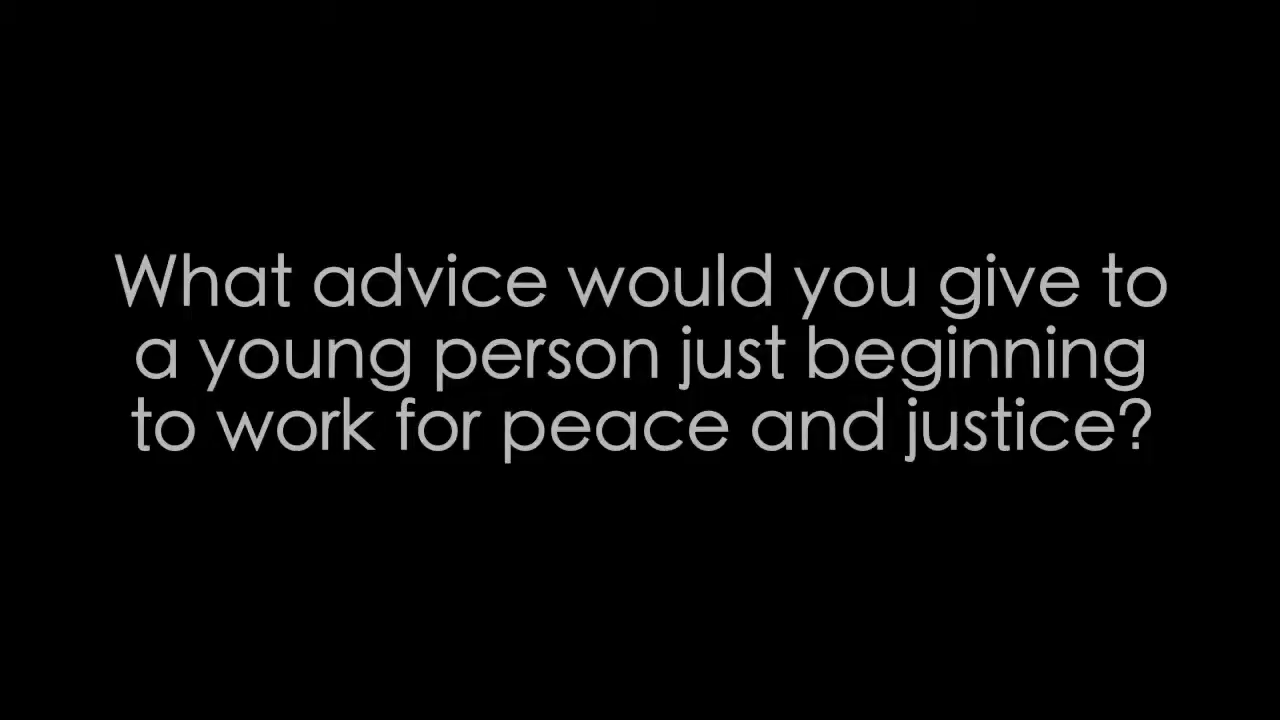 What advice would you give to
a young person just beginning
to work for peace and justice?